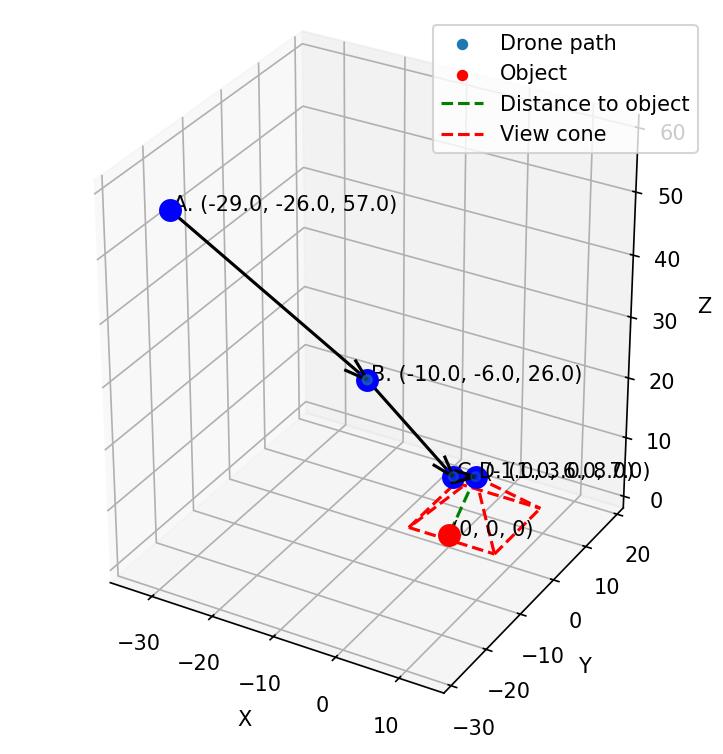 Drone path
Object
Distance to object
View cone
A. (-29.0, -26.0, 57.0)
B. (-10.0, -6.0, 26.0)
(0, 0, 0)
60
50
40
30
20
10
0
Z
20
10
0
−10
−20
−30
Y
−30
−20
−10
0
10
X